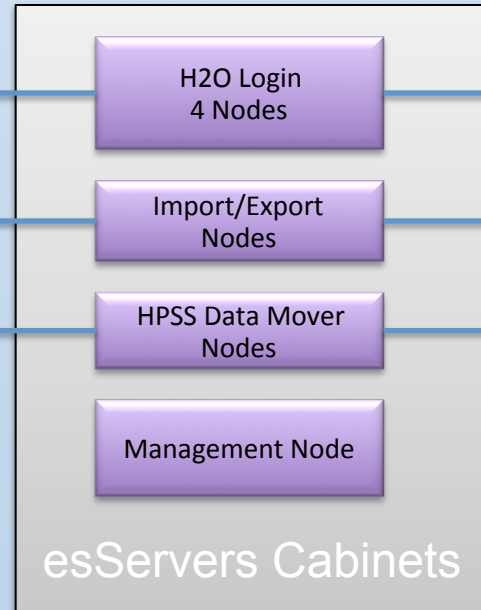 H2O Login
4 Nodes
Import/Export
Nodes
HPSS Data Mover
Nodes
Management Node
esServers Cabinets